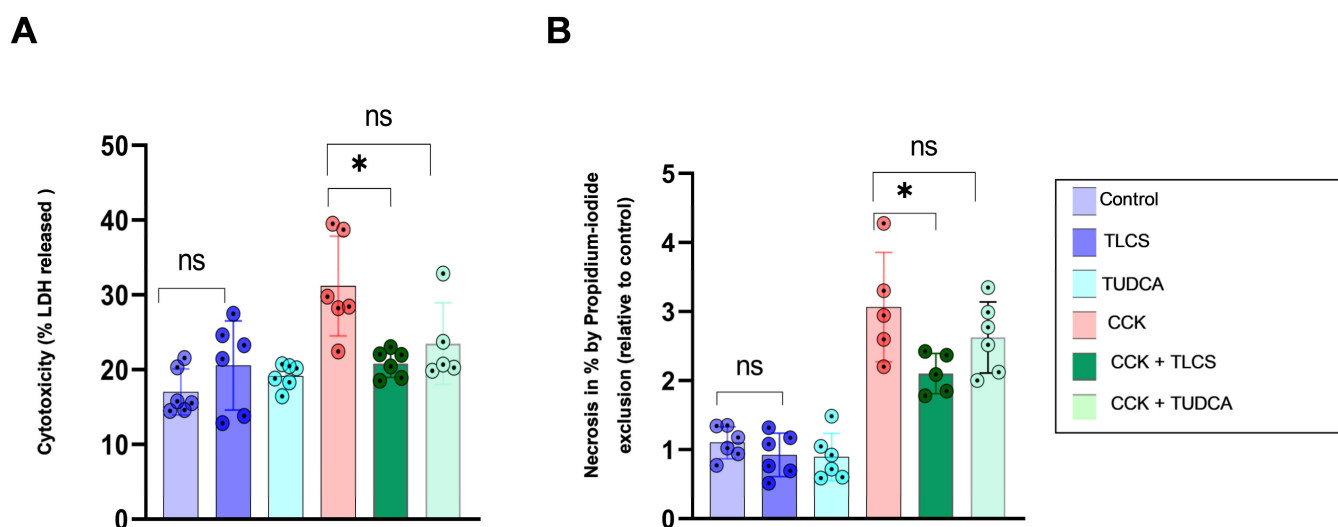 A
B
Cytotoxicity (% LDH released )
50
40
30
20
10
0
ns
ns
*
Necrosis in % by Propidium-iodide
exclusion (relative to control)
5
4
3
2
1
0
ns
ns
*
Control
TLCS
TUDCA
CCK
CCK + TLCS
CCK + TUDCA